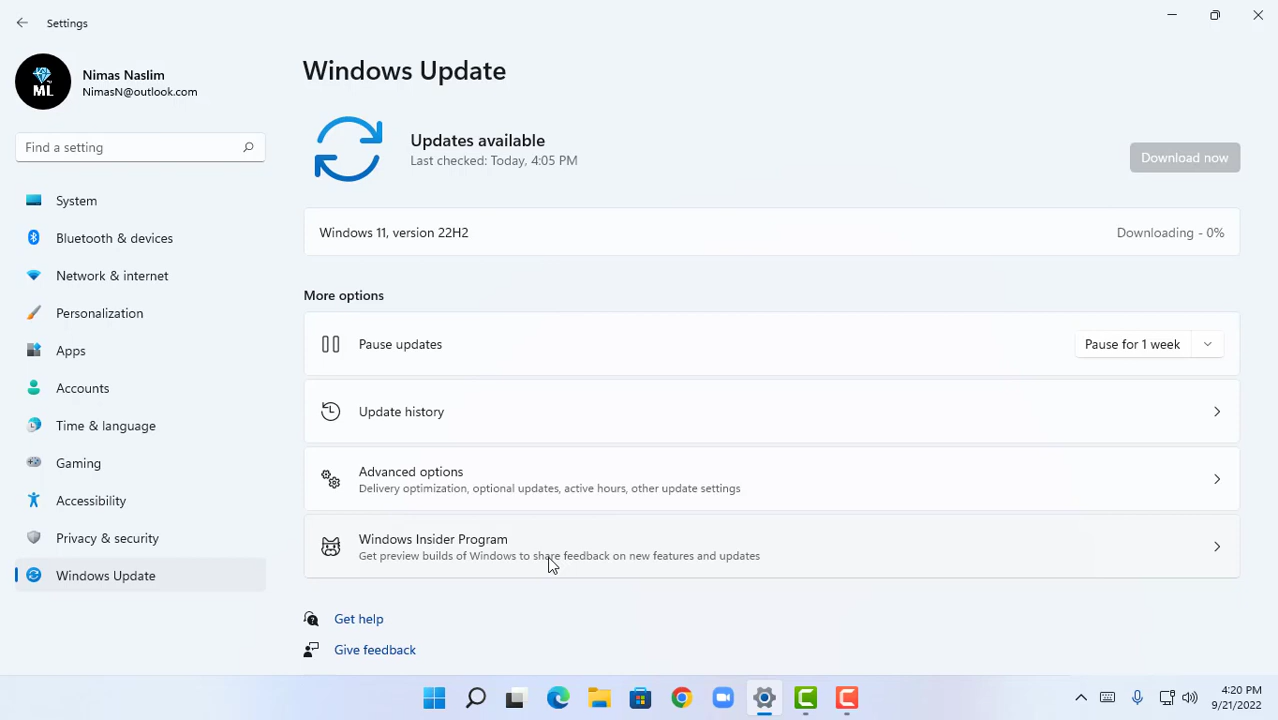 Settings
ML
Nimas Naslim
NimasN@outlook.com
Find a setting
System
Bluetooth & devices
Network & internet
Personalization
Apps
Accounts
Time & language
Gaming
Accessibility
Privacy & security
Windows Update
Windows Update
Updates available
Last checked: Today, 4:05 PM
Download now
Windows 11, version 22H2
Downloading - 0%
More options
Pause updates
Pause for 1 week
Update history
Advanced options
Delivery optimization, optional updates, active hours, other update settings
Windows Insider Program
Get preview builds of Windows to share feedback on new features and updates
Get help
Give feedback
4:20 PM
9/21/2022